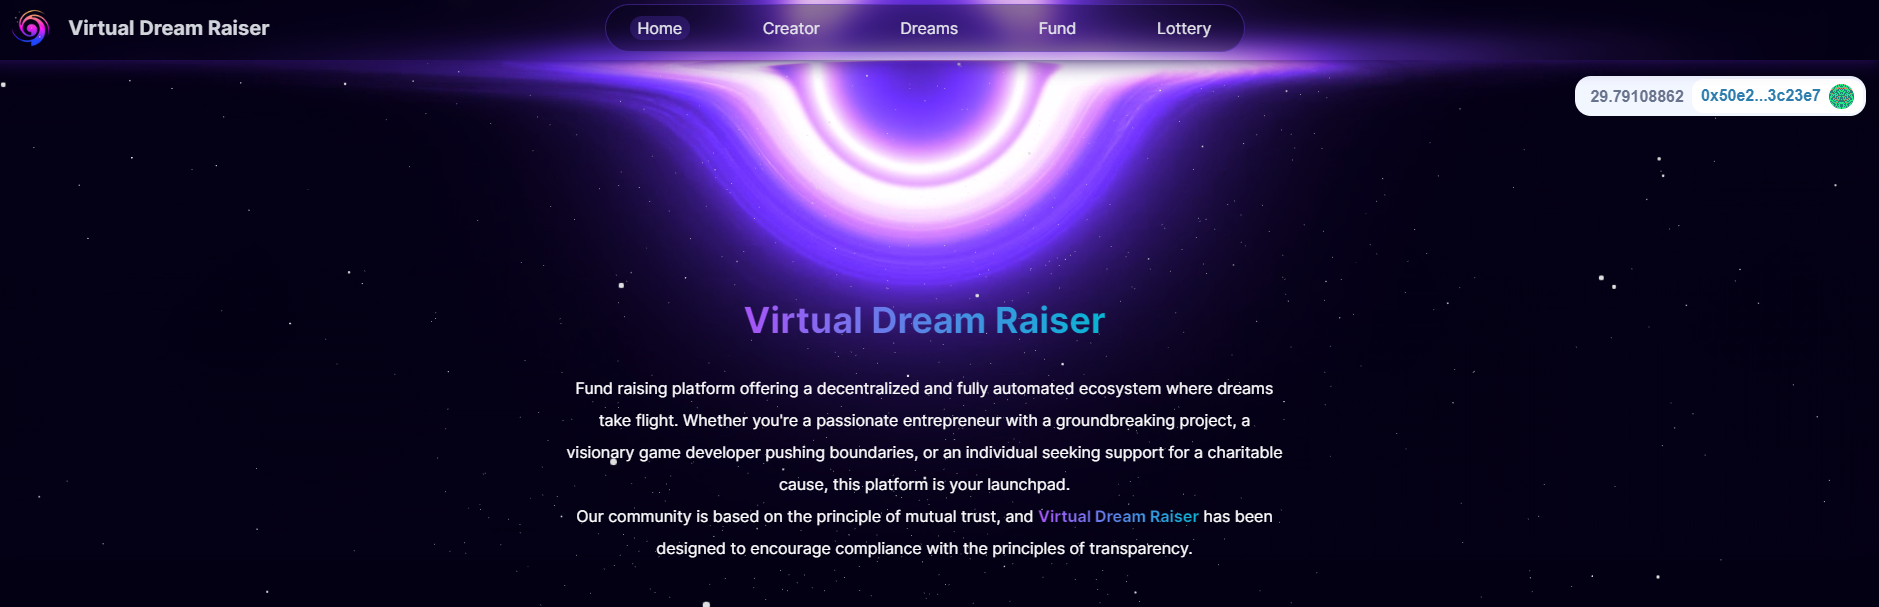 Virtual Dream Raiser
Home Creator Dreams Fund Lottery
29.79108862 0x50e2...3c23e7
Virtual Dream Raiser
Fund raising platform offering a decentralized and fully automated ecosystem where dreams
take flight. Whether you're a passionate entrepreneur with a groundbreaking project, a
visionary game developer pushing boundaries, or an individual seeking support for a charitable
cause, this platform is your launchpad.
Our community is based on the principle of mutual trust, and Virtual Dream Raiser has been
designed to encourage compliance with the principles of transparency.